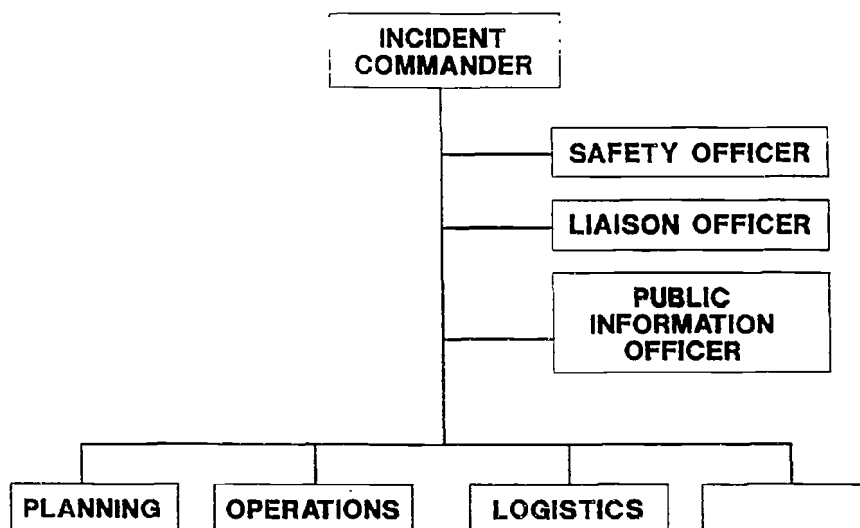 INCIDENT
COMMANDER
SAFETY OFFICER
LIAISON OFFICER
PUBLIC
INFORMATION
OFFICER
PLANNING
OPERATIONS
LOGISTICS